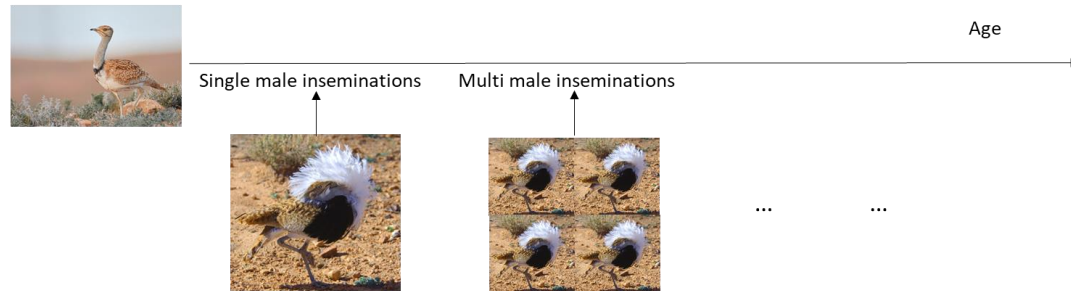 Age
Single male inseminations
Multi male inseminations
... ...